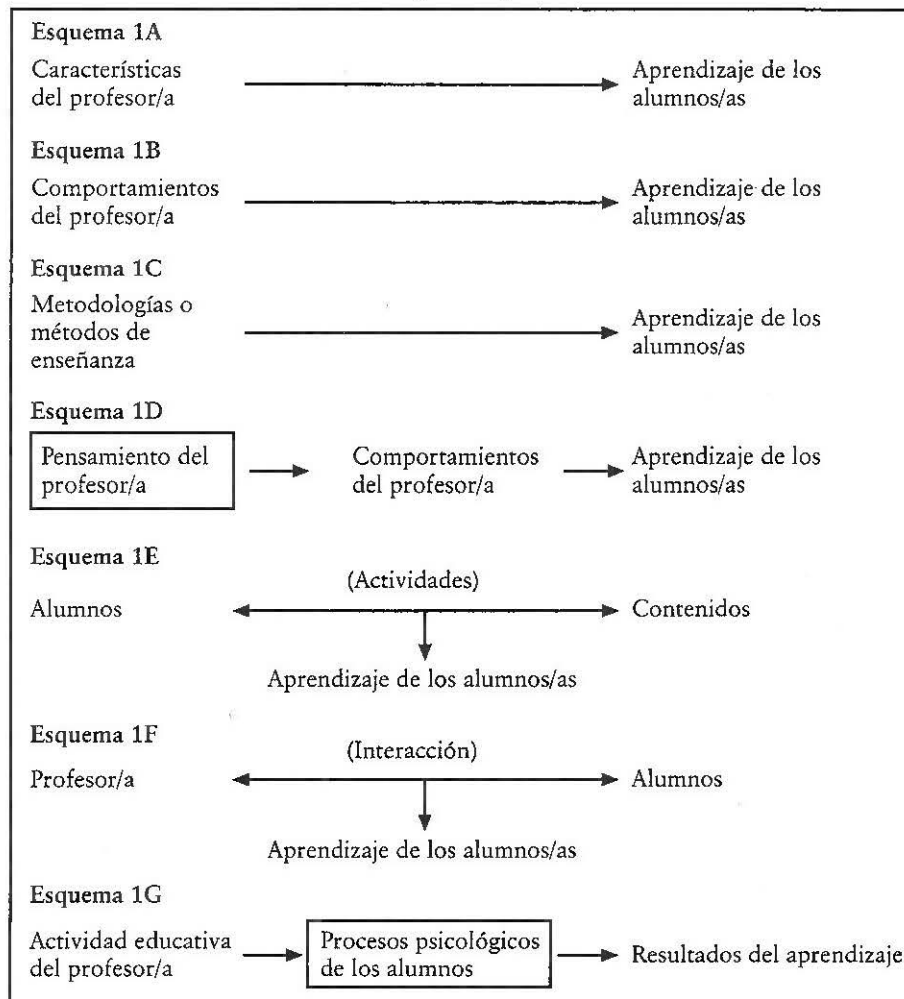 Esquema 1A
Características
del profesor/a
Aprendizaje de los
alumnos/as
Esquema 1B
Comportamientos
del profesor/a
Aprendizaje de los
alumnos/as
Esquema 1C
Metodologías o
métodos de
enseñanza
Aprendizaje de los
alumnos/as
Esquema 1D
Pensamiento del
profesor/a
Comportamientos
del profesor/a
Aprendizaje de los
alumnos/as
Esquema 1E
(Actividades)
Alumnos
Contenidos
Aprendizaje de los alumnos/as
Esquema 1F
(Interacción)
Profesor/a
Alumnos
Aprendizaje de los alumnos/as
Esquema 1G
Actividad educativa
del profesor/a
Procesos psicológicos
de los alumnos
Resultados del aprendizaje